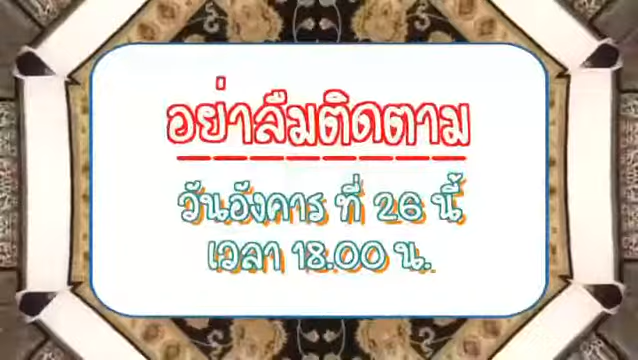 อย่าลืมติดตาม
วันอังคาร ที่ 26 นี้
เวลา 18.00 น.